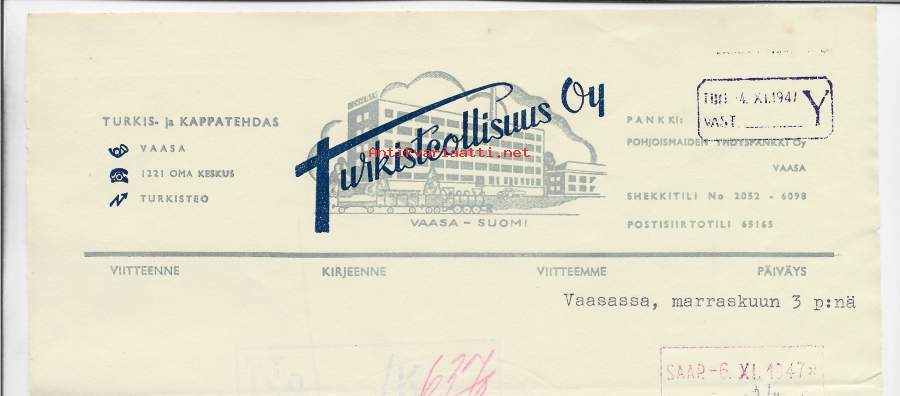 TURKIS- ja KAPPATEHDAS
VAASA
1221 OMA KESKUS
TURKISTEO
Turkisteollisuus Oy
Antikvariaatti.net
VAASA - SUOMI
TUII -4. XI.1947
VAST.
Y
PANKKI:
POHJOISMAIDEN YHDYSPANKKI Oy
VAASA
SHEKKITILI No 2052 - 6098
POSTISIIRTOTILI 65165
VIITTEENNE KIRJEENNE VIITTEEMME PÄIVÄYS
Vaasassa, marraskuun 3 p:nä
SAAP -6. XI. 1947